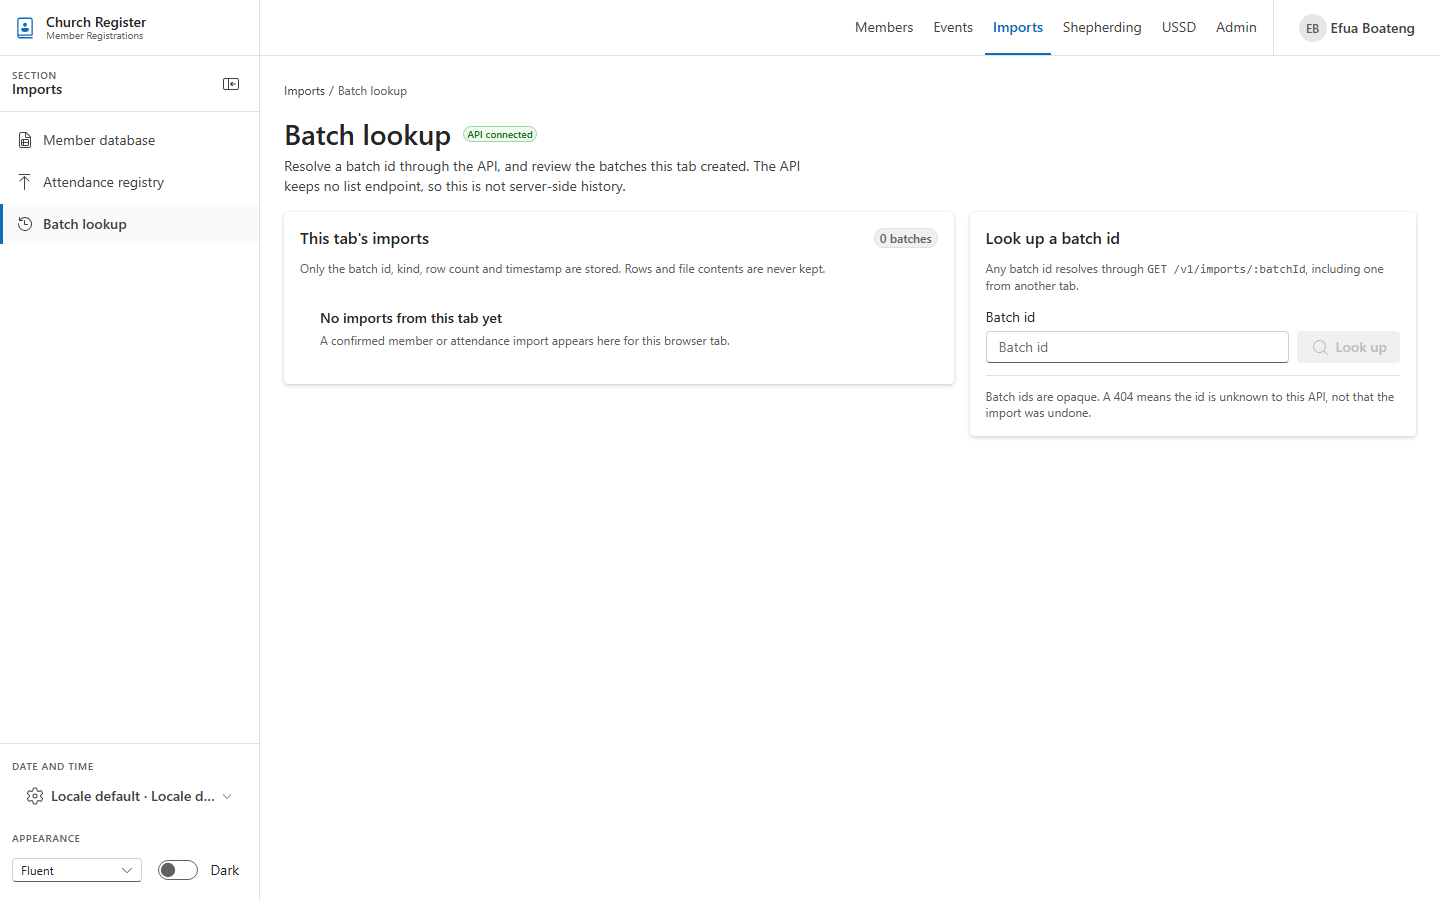 Church Register
Member Registrations
Members
Events
Imports
Shepherding
USSD
Admin
EB
Efua Boateng
SECTION
Imports
Member database
Attendance registry
Batch lookup
Imports / Batch lookup
Batch lookup
API connected
Resolve a batch id through the API, and review the batches this tab created. The API
keeps no list endpoint, so this is not server-side history.
This tab's imports
0 batches
Only the batch id, kind, row count and timestamp are stored. Rows and file contents are never kept.
No imports from this tab yet
A confirmed member or attendance import appears here for this browser tab.
Look up a batch id
Any batch id resolves through GET /v1/imports/:batchId, including one
from another tab.
Batch id
Batch id
Look up
Batch ids are opaque. A 404 means the id is unknown to this API, not that the
import was undone.
DATE AND TIME
Locale default · Locale d...
APPEARANCE
Fluent
Dark